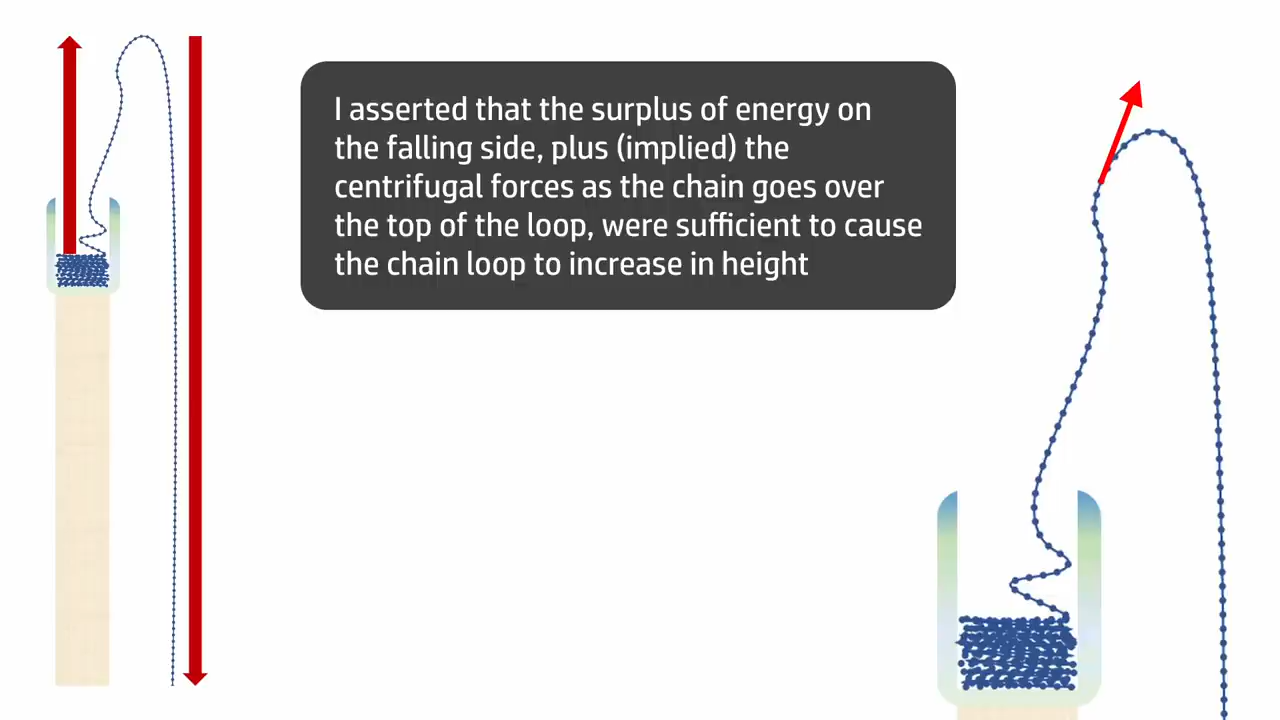 I asserted that the surplus of energy on
the falling side, plus (implied) the
centrifugal forces as the chain goes over
the top of the loop, were sufficient to cause
the chain loop to increase in height